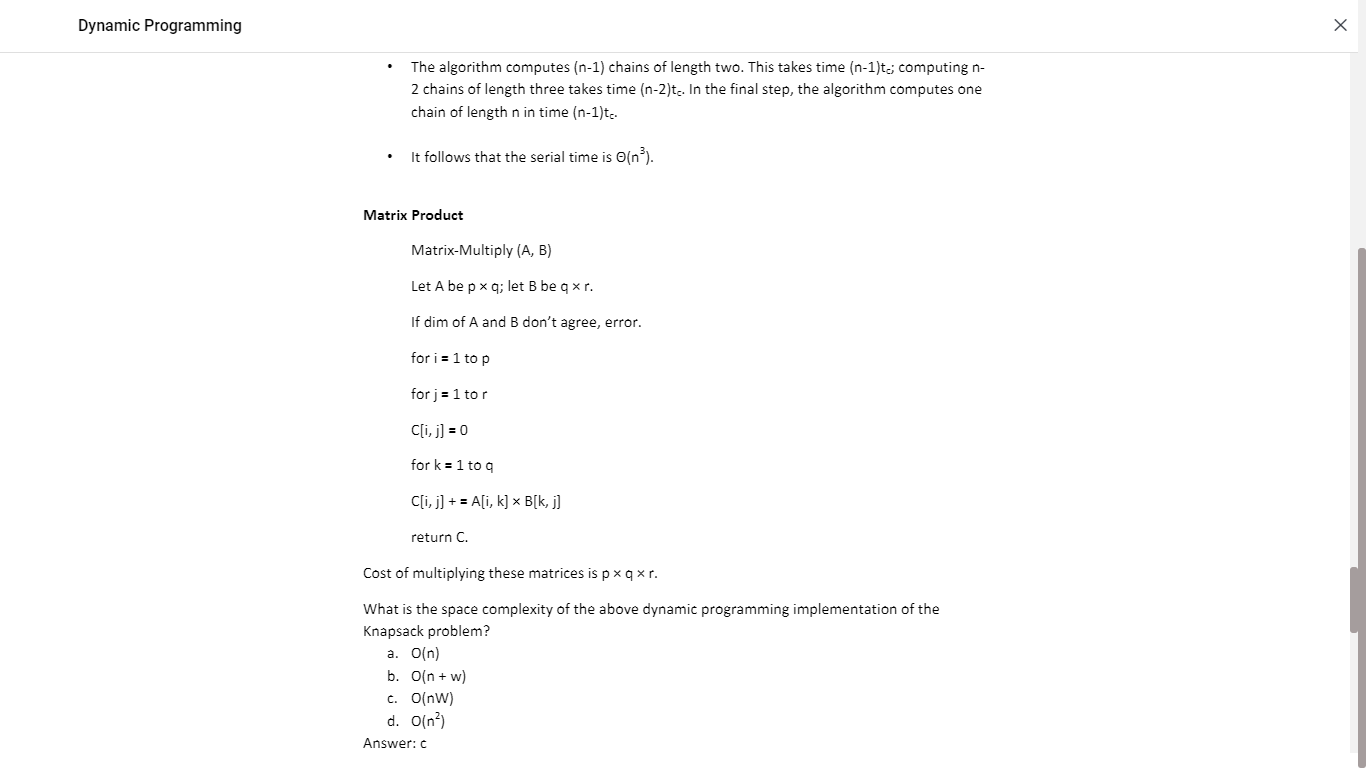 Dynamic Programming
• The algorithm computes (n-1) chains of length two. This takes time (n-1)t꜀; computing n-
2 chains of length three takes time (n-2)t꜀. In the final step, the algorithm computes one
chain of length n in time (n-1)t꜀.
• It follows that the serial time is Θ(n³).
Matrix Product
Matrix-Multiply (A, B)
Let A be p × q; let B be q × r.
If dim of A and B don’t agree, error.
for i = 1 to p
for j = 1 to r
C[i, j] = 0
for k = 1 to q
C[i, j] + = A[i, k] × B[k, j]
return C.
Cost of multiplying these matrices is p × q × r.
What is the space complexity of the above dynamic programming implementation of the
Knapsack problem?
a. O(n)
b. O(n + w)
c. O(nW)
d. O(n²)
Answer: c